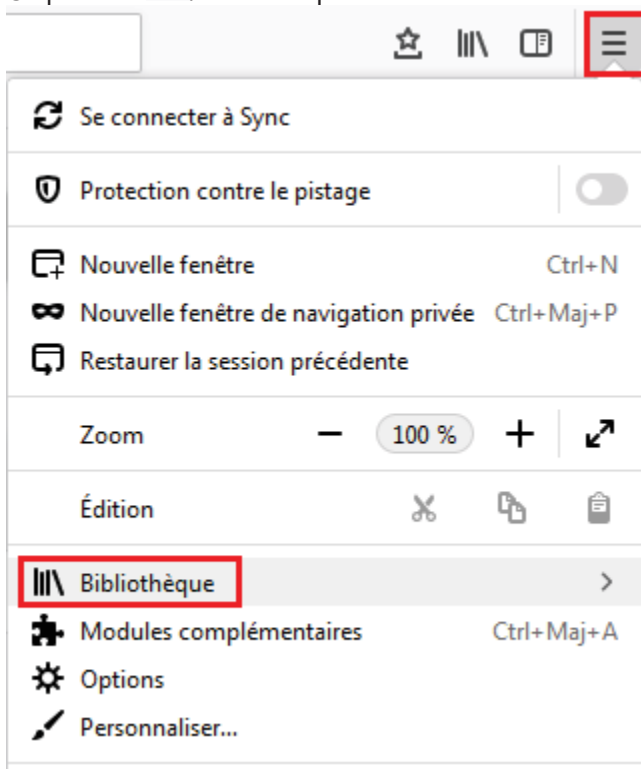 Se connecter à Sync
Protection contre le pistage
Nouvelle fenêtre Ctrl+N
Nouvelle fenêtre de navigation privée Ctrl+Maj+P
Restaurer la session précédente
Zoom − 100 % +
Édition
Bibliothèque >
Modules complémentaires Ctrl+Maj+A
Options
Personnaliser...